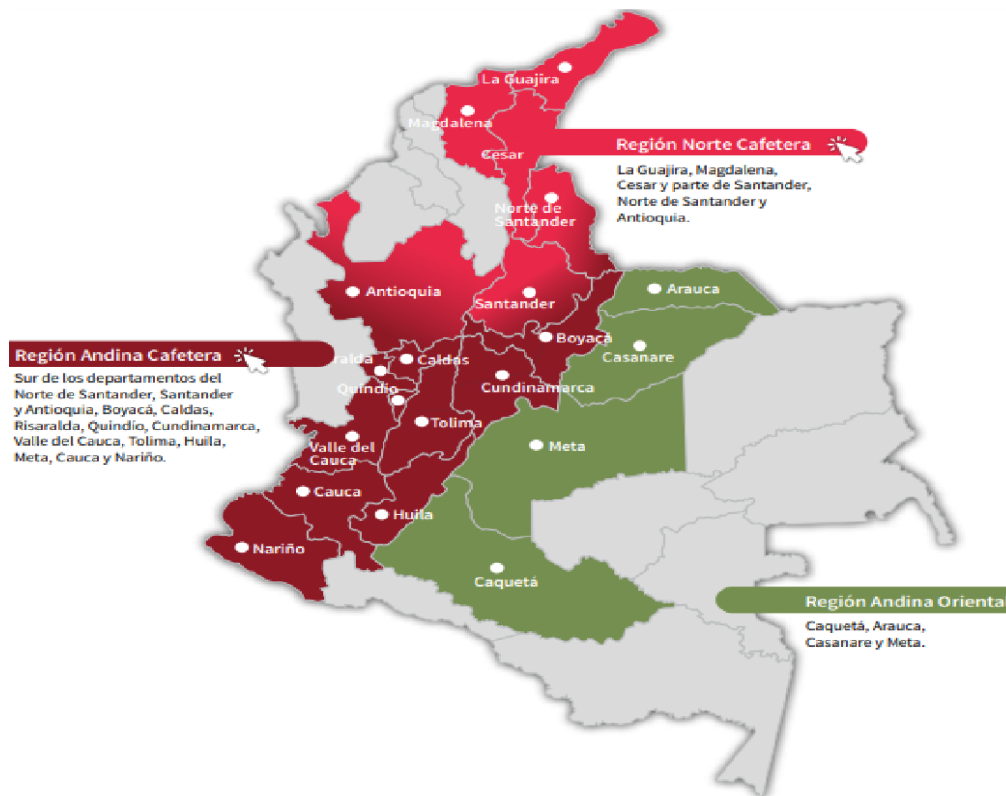 La Guajira
Magdalena
Cesar
Región Norte Cafetera
La Guajira, Magdalena,
Cesar y parte de Santander,
Norte de Santander y
Antioquia.
Norte de
Santander
Antioquia
Santander
Arauca
Boyacá
Casanare
Región Andina Cafetera
Sur de los departamentos del
Norte de Santander, Santander
y Antioquia, Boyacá, Caldas,
Risaralda, Quindío, Cundinamarca,
Valle del Cauca, Tolima, Huila,
Meta, Cauca y Nariño.
ralda
Caldas
Quindío
Cundinamarca
Tolima
Valle del
Cauca
Meta
Cauca
Huila
Nariño
Caquetá
Región Andina Oriental
Caquetá, Arauca,
Casanare y Meta.